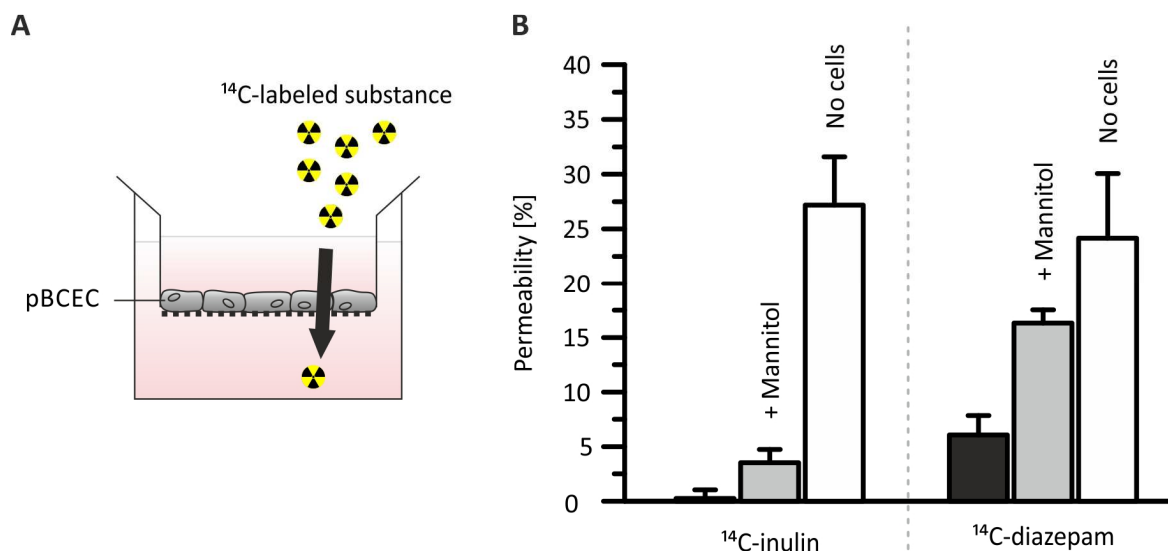 A
¹⁴C-labeled substance
pBCEC
B
Permeability [%]
40
35
30
25
20
15
10
5
0
+ Mannitol
No cells
+ Mannitol
No cells
¹⁴C-inulin
¹⁴C-diazepam